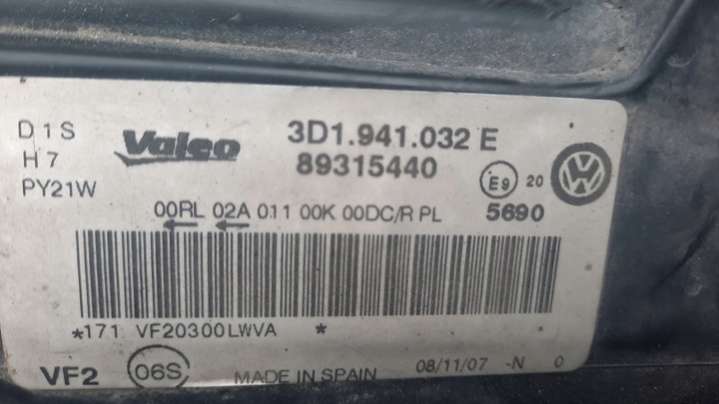 D1S
H7
PY21W
Valeo
3D1.941.032 E
89315440
E9 20
00RL 02A 011 00K 00DC/R PL
5690
*171 VF20300LWVA *
VF2
06S
MADE IN SPAIN
08/11/07 -N 0